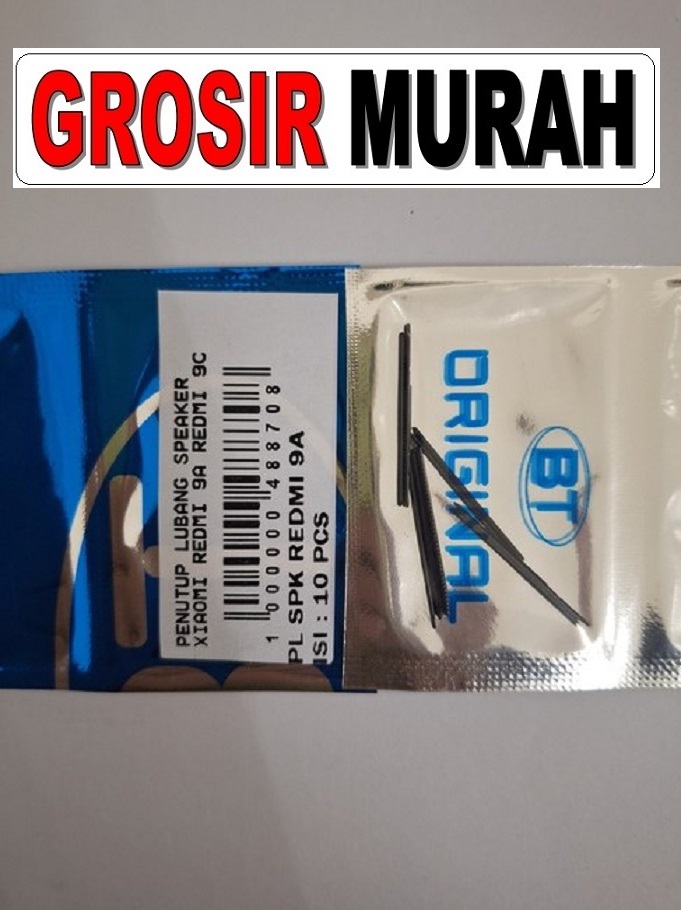 GROSIR MURAH
PENUTUP LUBANG SPEAKER
XIAOMI REDMI 9A REDMI 9C
1 000000 488708
PL SPK REDMI 9A
ISI : 10 PCS
BT
ORIGINAL